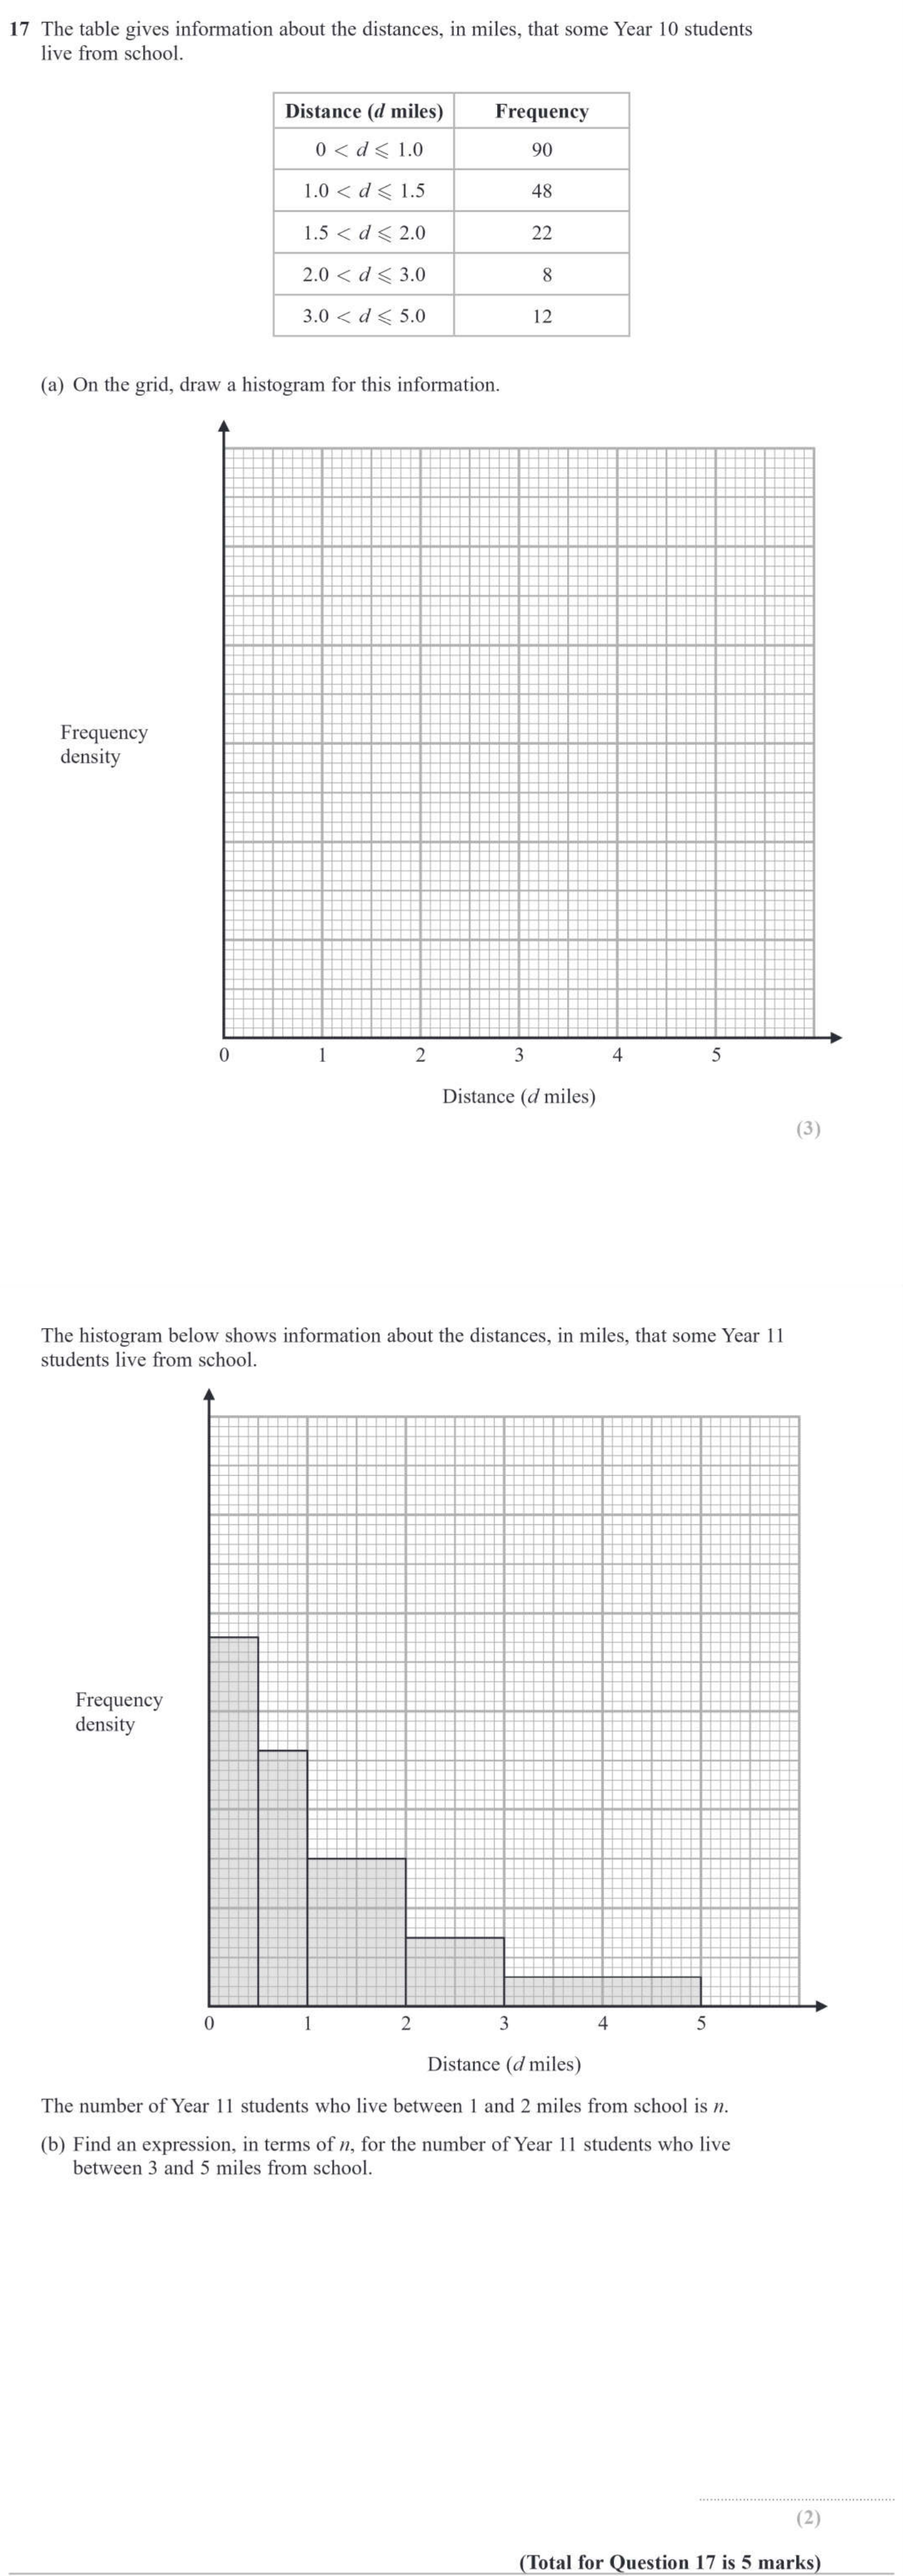 17 The table gives information about the distances, in miles, that some Year 10 students
live from school.
Distance (d miles) Frequency
0 < d ⩽ 1.0 90
1.0 < d ⩽ 1.5 48
1.5 < d ⩽ 2.0 22
2.0 < d ⩽ 3.0 8
3.0 < d ⩽ 5.0 12
(a) On the grid, draw a histogram for this information.
Frequency
density
0 1 2 3 4 5
Distance (d miles)
(3)
The histogram below shows information about the distances, in miles, that some Year 11
students live from school.
Frequency
density
0 1 2 3 4 5
Distance (d miles)
The number of Year 11 students who live between 1 and 2 miles from school is n.
(b) Find an expression, in terms of n, for the number of Year 11 students who live
between 3 and 5 miles from school.
(2)
(Total for Question 17 is 5 marks)